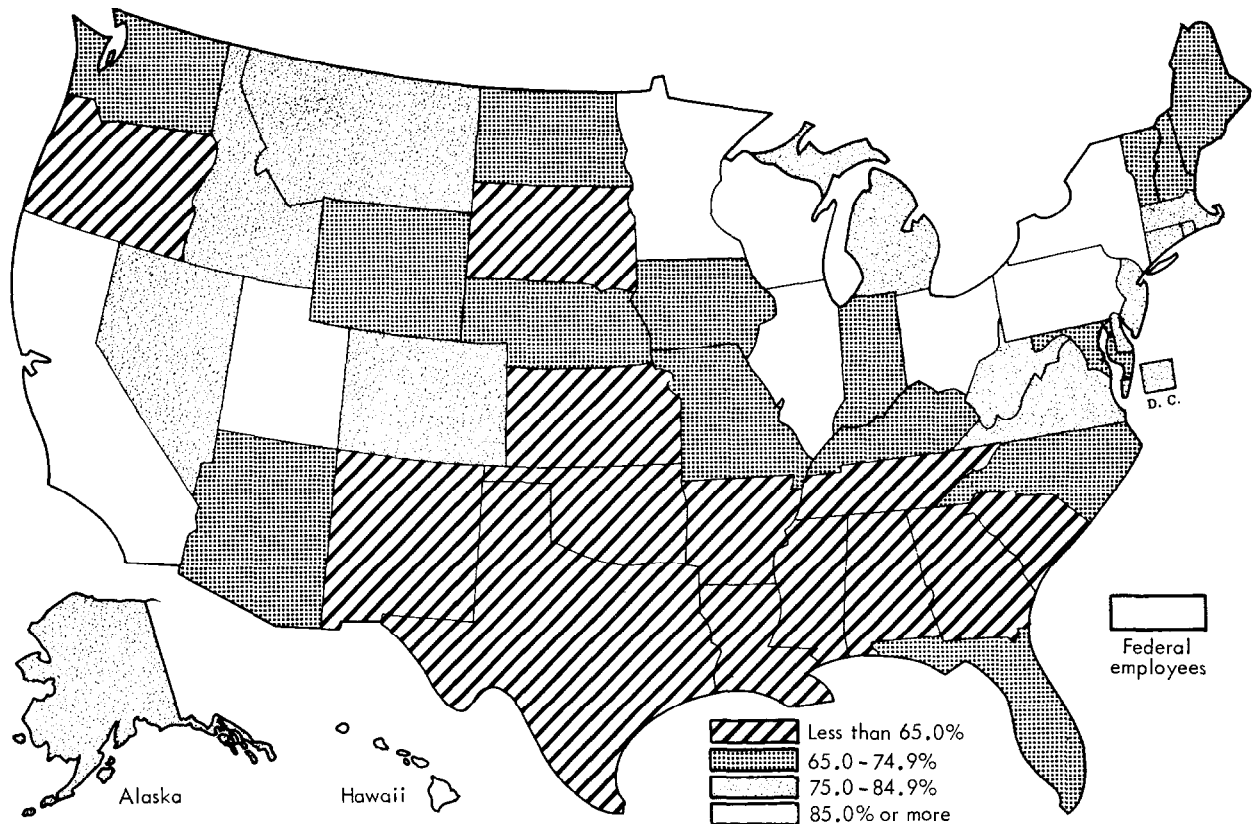 D. C.
Federal
employees
Less than 65.0%
65.0-74.9%
75.0-84.9%
85.0% or more
Alaska
Hawaii